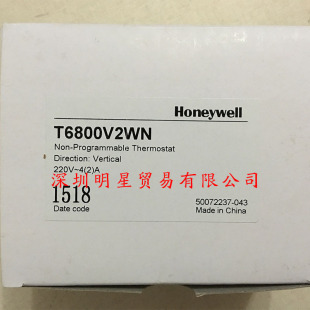 Honeywell
T6800V2WN
Non-Programmable Thermostat
Direction: Vertical
220V~4(2)A
深圳明星贸易有限公司
1518
Date code
50072237-043
Made in China